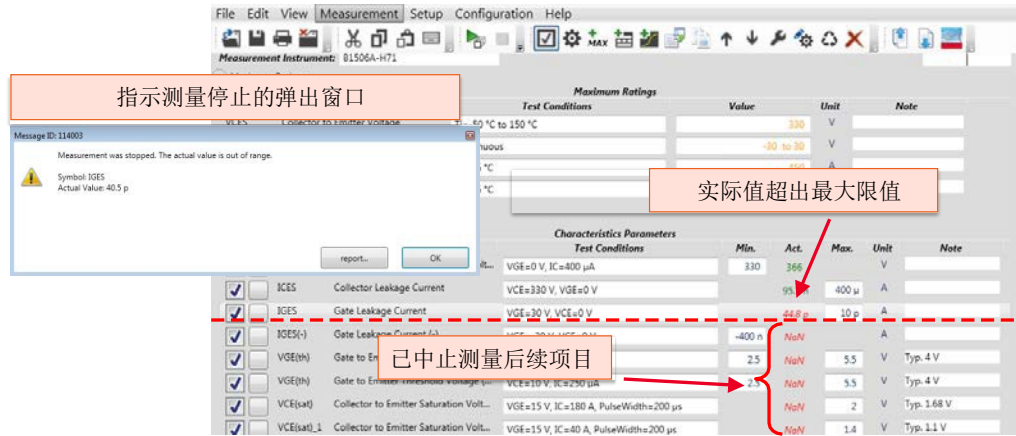 File Edit View Measurement Setup Configuration Help
MAX
Measurement Instrument: B1506A-H71
指示测量停止的弹出窗口
Maximum Ratings
Test Conditions Value Unit Note
VCES Collector to Emitter Voltage Tj=-50 °C to 150 °C 330 V
-30 to 30 V
°C A
°C
Message ID: 114003
Measurement was stopped. The actual value is out of range.
Symbol: IGES
Actual Value: 40.5 p
report... OK
实际值超出最大限值
Characteristics Parameters
Test Conditions Min. Act. Max. Unit Note
VGE=0 V, IC=400 μA 330 366 V
ICES Collector Leakage Current VCE=330 V, VGE=0 V 400 μ A
IGES Gate Leakage Current VGE=30 V, VCE=0 V 44.8 p 10 p A
IGES(-) Gate Leakage Current (-) -400 n NaN A
VGE(th) Gate to 2.5 NaN 5.5 V Typ. 4 V
已中止测量后续项目
VGE(th) Gate to Emitter Threshold Voltage (... VCE=10 V, IC=250 μA 2.5 NaN 5.5 V Typ. 4 V
VCE(sat) Collector to Emitter Saturation Volt... VGE=15 V, IC=180 A, PulseWidth=200 μs NaN 2 V Typ. 1.68 V
VCE(sat)_1 Collector to Emitter Saturation Volt... VGE=15 V, IC=40 A, PulseWidth=200 μs NaN 1.4 V Typ. 1.1 V